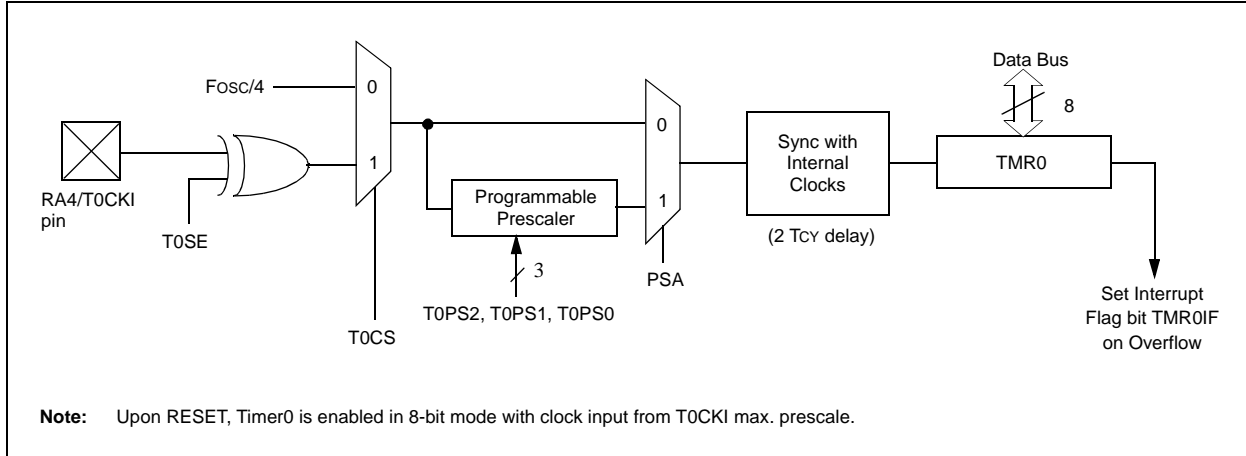 Data Bus
8
FOSC/4
0
1
RA4/T0CKI
pin
T0SE
T0CS
Programmable
Prescaler
3
T0PS2, T0PS1, T0PS0
0
1
PSA
Sync with
Internal
Clocks
(2 TCY delay)
TMR0
Set Interrupt
Flag bit TMR0IF
on Overflow
Note: Upon RESET, Timer0 is enabled in 8-bit mode with clock input from T0CKI max. prescale.